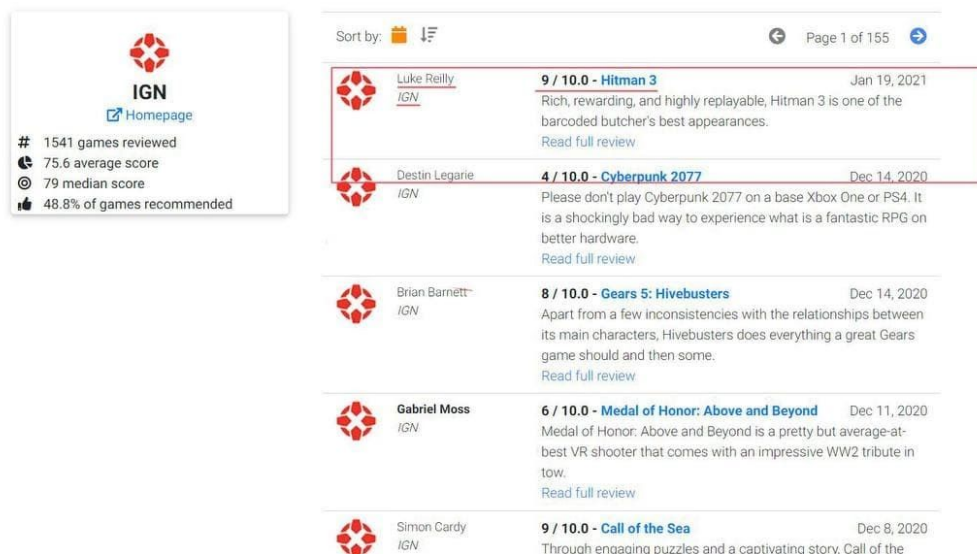 IGN
Homepage
# 1541 games reviewed
75.6 average score
79 median score
48.8% of games recommended
Sort by:
Page 1 of 155
Luke Reilly
IGN
9 / 10.0 - Hitman 3
Jan 19, 2021
Rich, rewarding, and highly replayable, Hitman 3 is one of the
barcoded butcher's best appearances.
Read full review
Destin Legarie
IGN
4 / 10.0 - Cyberpunk 2077
Dec 14, 2020
Please don't play Cyberpunk 2077 on a base Xbox One or PS4. It
is a shockingly bad way to experience what is a fantastic RPG on
better hardware.
Read full review
Brian Barnett
IGN
8 / 10.0 - Gears 5: Hivebusters
Dec 14, 2020
Apart from a few inconsistencies with the relationships between
its main characters, Hivebusters does everything a great Gears
game should and then some.
Read full review
Gabriel Moss
IGN
6 / 10.0 - Medal of Honor: Above and Beyond
Dec 11, 2020
Medal of Honor: Above and Beyond is a pretty but average-at-
best VR shooter that comes with an impressive WW2 tribute in
tow.
Read full review
Simon Cardy
IGN
9 / 10.0 - Call of the Sea
Dec 8, 2020
Through engaging puzzles and a captivating story, Call of the